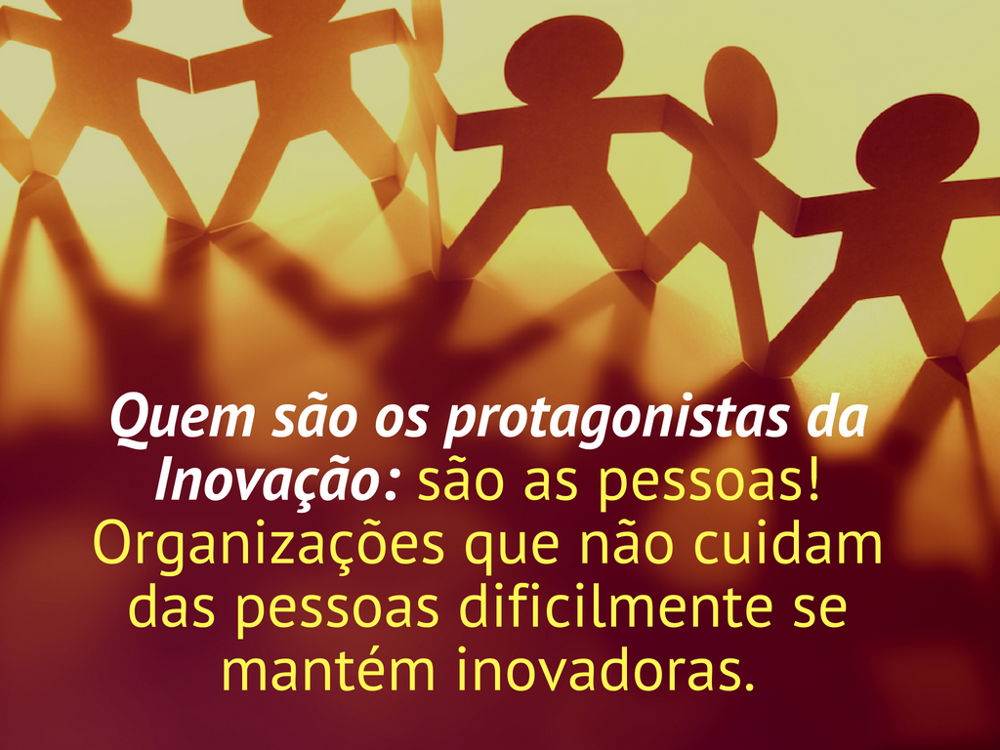 Quem são os protagonistas da
Inovação: são as pessoas!
Organizações que não cuidam
das pessoas dificilmente se
mantém inovadoras.